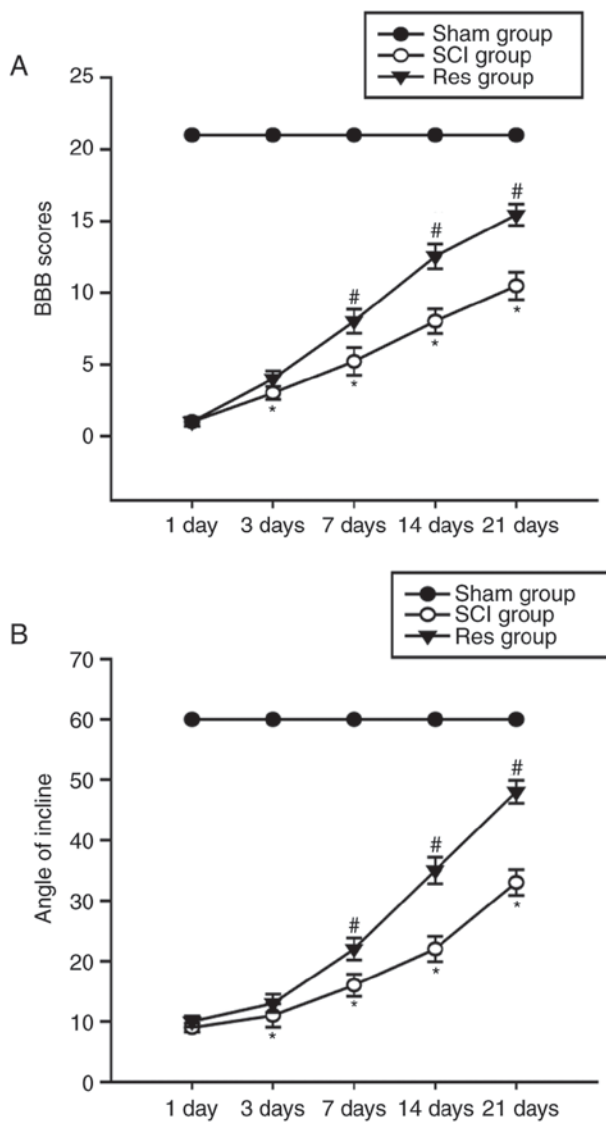 A
Sham group
SCI group
Res group
25
20
15
10
5
0
BBB scores
#
#
#
*
*
*
*
1 day 3 days 7 days 14 days 21 days
B
Sham group
SCI group
Res group
70
60
50
40
30
20
10
0
Angle of incline
#
#
#
*
*
*
*
1 day 3 days 7 days 14 days 21 days